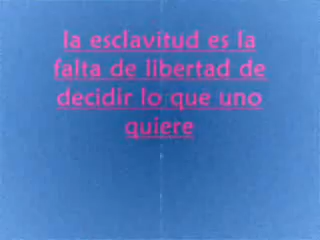 la esclavitud es la
falta de libertad de
decidir lo que uno
quiere